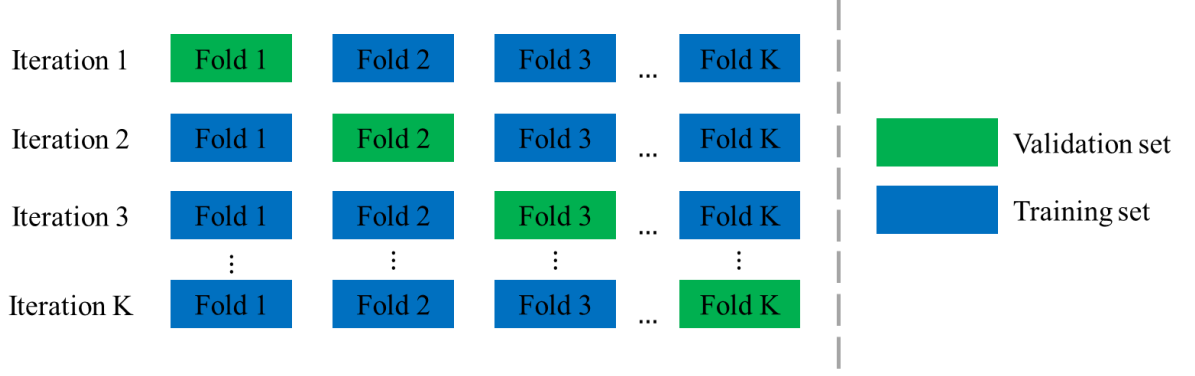 Iteration 1 Fold 1 Fold 2 Fold 3 ... Fold K
Iteration 2 Fold 1 Fold 2 Fold 3 ... Fold K
Validation set
Iteration 3 Fold 1 Fold 2 Fold 3 ... Fold K
Training set
⋮ ⋮ ⋮ ⋮
Iteration K Fold 1 Fold 2 Fold 3 ... Fold K